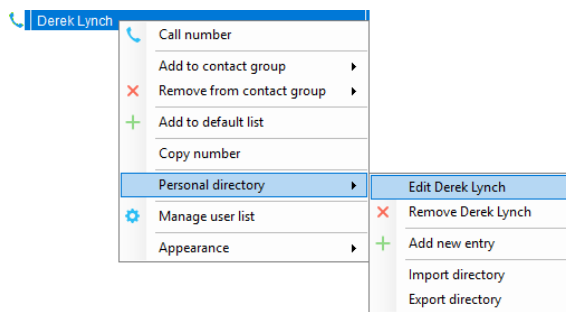 Derek Lynch
Call number
Add to contact group
Remove from contact group
Add to default list
Copy number
Personal directory
Edit Derek Lynch
Remove Derek Lynch
Manage user list
Add new entry
Appearance
Import directory
Export directory